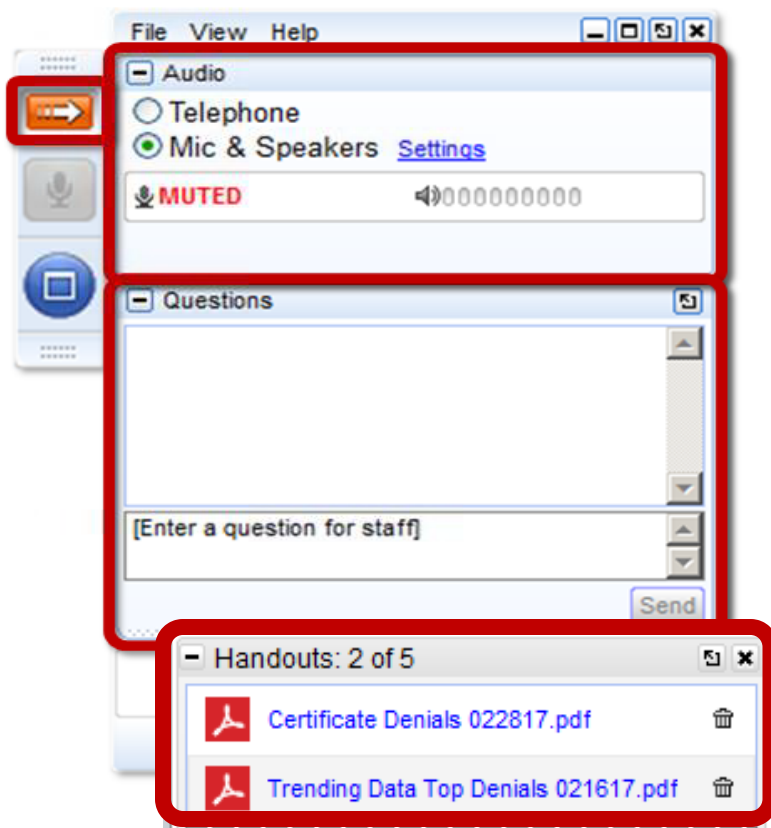 File View Help
Audio
Telephone
Mic & Speakers Settings
MUTED
Questions
[Enter a question for staff]
Send
Handouts: 2 of 5
Certificate Denials 022817.pdf
Trending Data Top Denials 021617.pdf